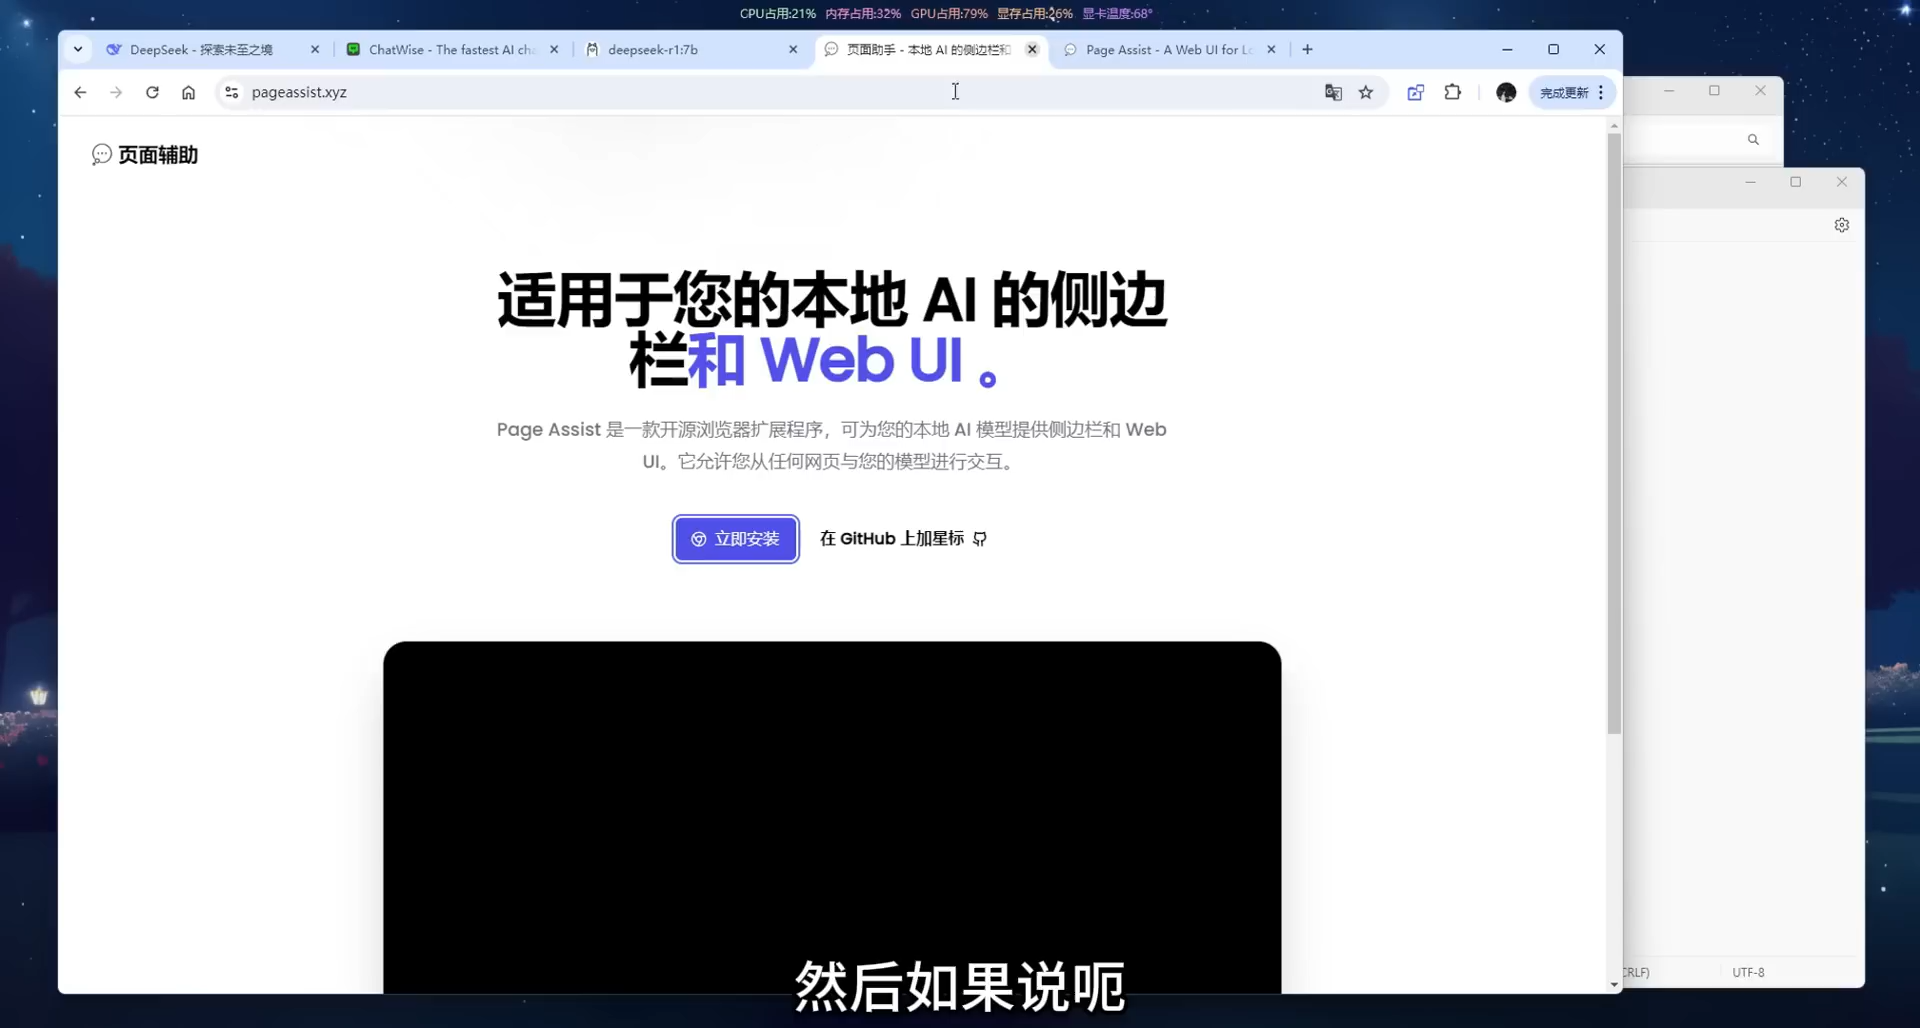 CPU占用:21% 内存占用:32% GPU占用:79% 显存占用:26% 显卡温度:68°
DeepSeek - 探索未至之境
ChatWise - The fastest AI cha
deepseek-r1:7b
页面助手 - 本地 AI 的侧边栏和
Page Assist - A Web UI for Lo
pageassist.xyz
完成更新
页面辅助
适用于您的本地 AI 的侧边
栏和 Web UI 。
Page Assist 是一款开源浏览器扩展程序，可为您的本地 AI 模型提供侧边栏和 Web
UI。它允许您从任何网页与您的模型进行交互。
立即安装
在 GitHub 上加星标
CRLF)
UTF-8
然后如果说呃